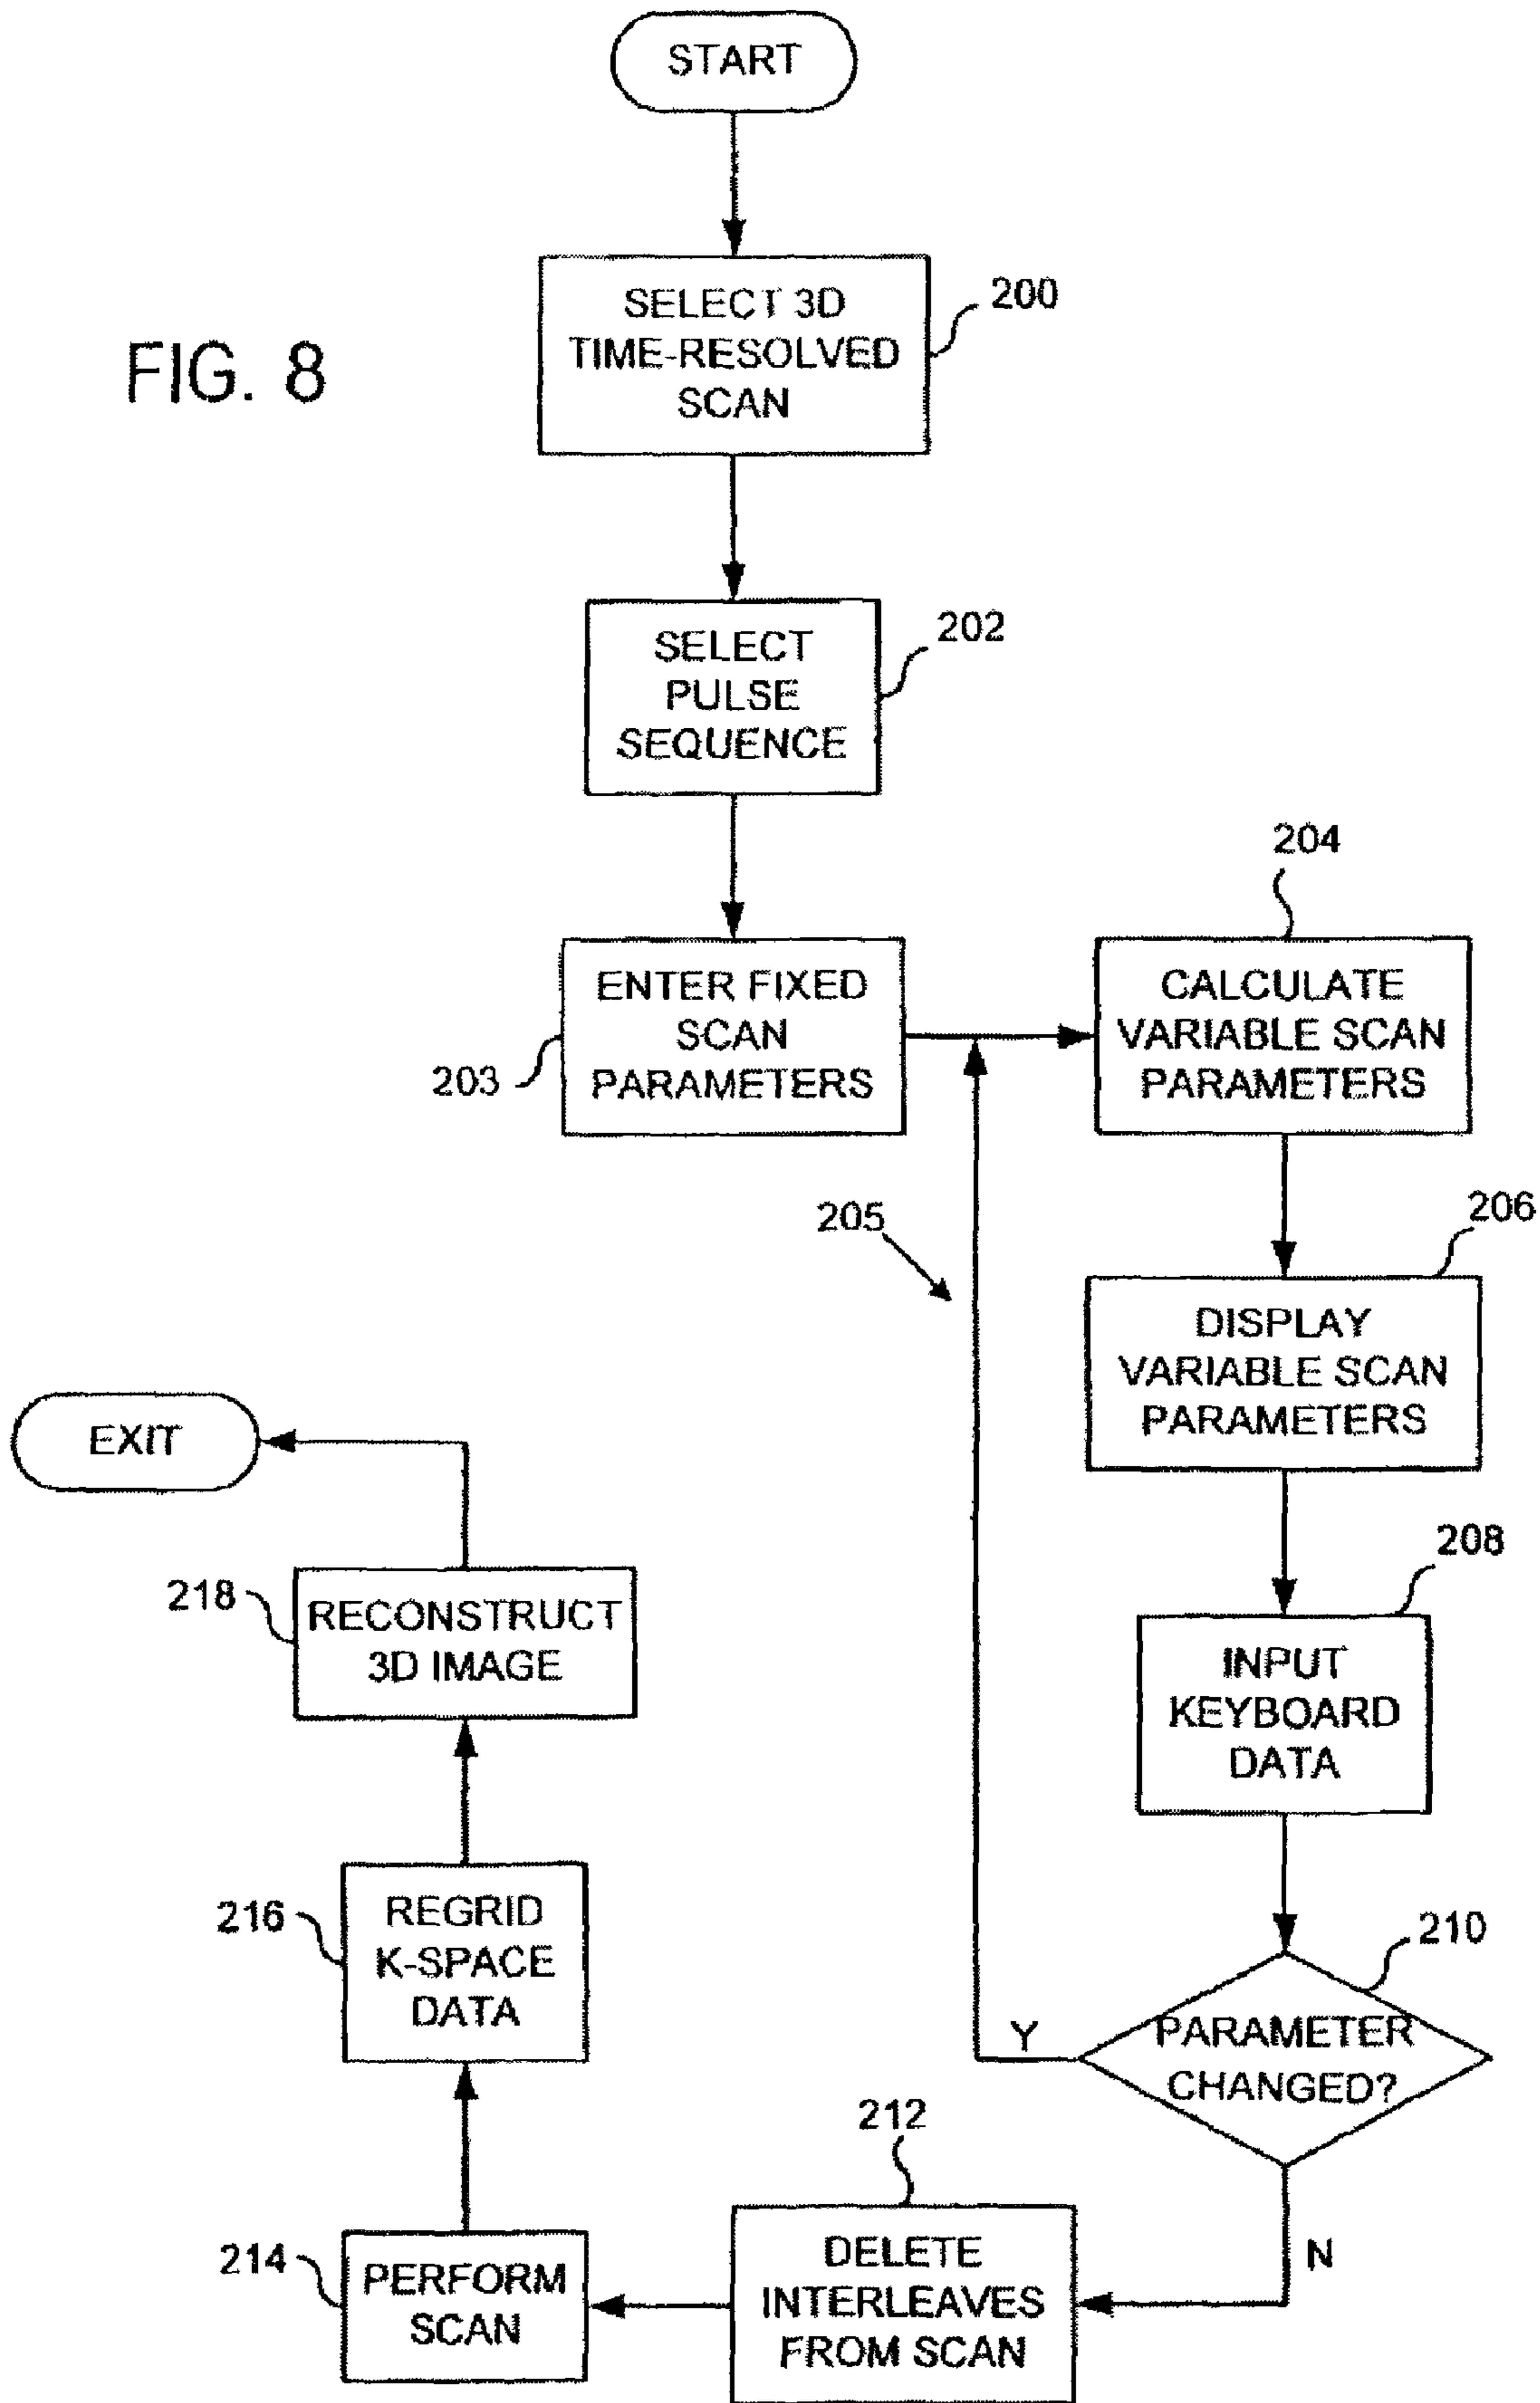 START
FIG. 8
SELECT 3D
TIME-RESOLVED
SCAN
200
SELECT
PULSE
SEQUENCE
202
ENTER FIXED
SCAN
PARAMETERS
203
204
CALCULATE
VARIABLE SCAN
PARAMETERS
205
206
DISPLAY
VARIABLE SCAN
PARAMETERS
208
INPUT
KEYBOARD
DATA
210
PARAMETER
CHANGED?
Y
N
212
DELETE
INTERLEAVES
FROM SCAN
214
PERFORM
SCAN
216
REGRID
K-SPACE
DATA
218
RECONSTRUCT
3D IMAGE
EXIT